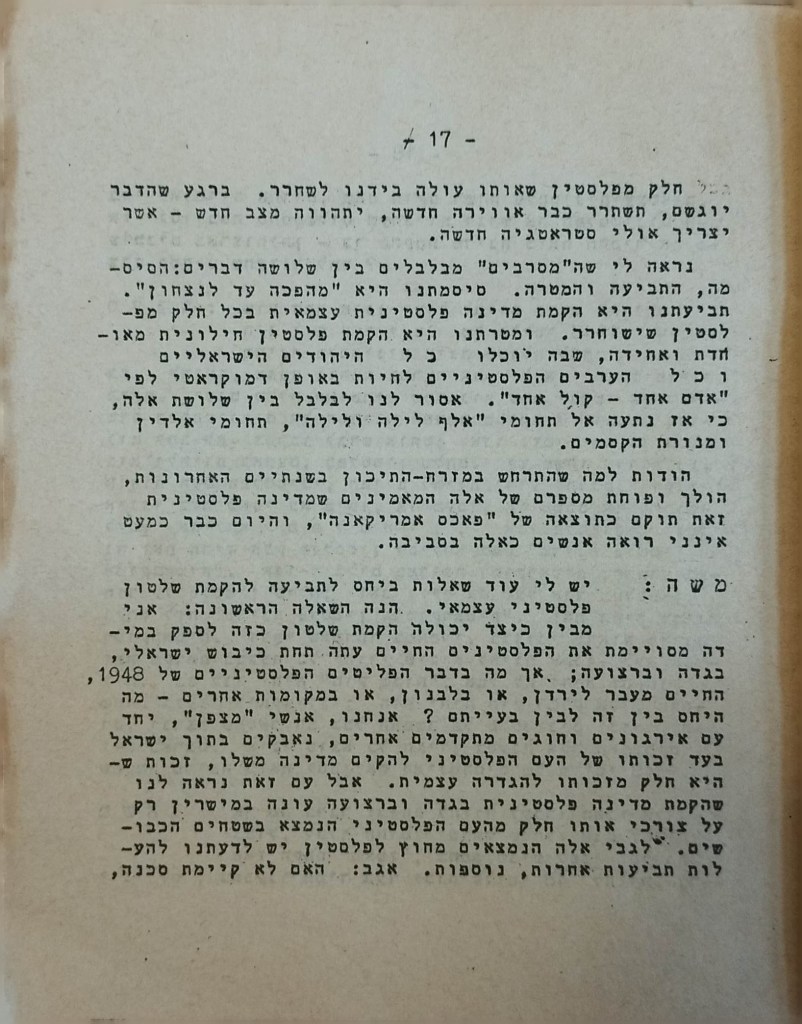 - 17 -
חלק מפלסטין שאותו עולה בידנו לשחרר. ברגע שהדבר
יוגשם, תשתרר כבר אווירה חדשה, יתהווה מצב חדש - אשר
יצריך אולי סטראטגיה חדשה.
נראה לי שה"מסרבים" מבלבלים בין שלושה דברים:הסיס-
מה, התביעה והמטרה. סיסמתנו היא "מהפכה עד לנצחון".
תביעתנו היא הקמת מדינה פלסטינית עצמאית בכל חלק מפ-
לסטין שישוחרר. ומטרתנו היא הקמת פלסטין חילונית מאו-
חדת ואחידה, שבה יוכלו כ ל היהודים הישראליים
ו כ ל הערבים הפלסטיניים לחיות באופן דמוקראטי לפי
"אדם אחד - קול אחד". אסור לנו לבלבל בין שלושת אלה,
כי אז נתעה אל תחומי "אלף לילה ולילה", תחומי אלדין
ומנורת הקסמים.
הודות למה שהתרחש במזרח-התיכון בשנתיים האחרונות,
הולך ופוחת מספרם של אלה המאמינים שמדינה פלסטינית
זאת תוקם כתוצאה של "פאכס אמריקאנה", והיום כבר כמעט
אינני רואה אנשים כאלה בסביבה.
משה: יש לי עוד שאלות ביחס לתביעה להקמת שלטון
פלסטיני עצמאי. הנה השאלה הראשונה: אני
מבין כיצד יכולה הקמת שלטון כזה לספק במי-
דה מסויימת את הפלסטינים החיים עתה תחת כיבוש ישראלי,
בגדה וברצועה; אך מה בדבר הפליטים הפלסטיניים של 1948,
החיים מעבר לירדן, או בלבנון, או במקומות אחרים - מה
היחס בין זה לבין בעייתם ? אנחנו, אנשי "מצפן", יחד
עם אירגונים וחוגים מתקדמים אחרים, נאבקים בתוך ישראל
בעד זכותו של העם הפלסטיני להקים מדינה משלו, זכות ש-
היא חלק מזכותו להגדרה עצמית. אבל עם זאת נראה לנו
שהקמת מדינה פלסטינית בגדה וברצועה עונה במישרין רק
על צורכי אותו חלק מהעם הפלסטיני הנמצא בשטחים הכבו-
שים. לגבי אלה הנמצאים מחוץ לפלסטין יש לדעתנו להע-
לות תביעות אחרות, נוספות. אגב: האם לא קיימת סכנה,